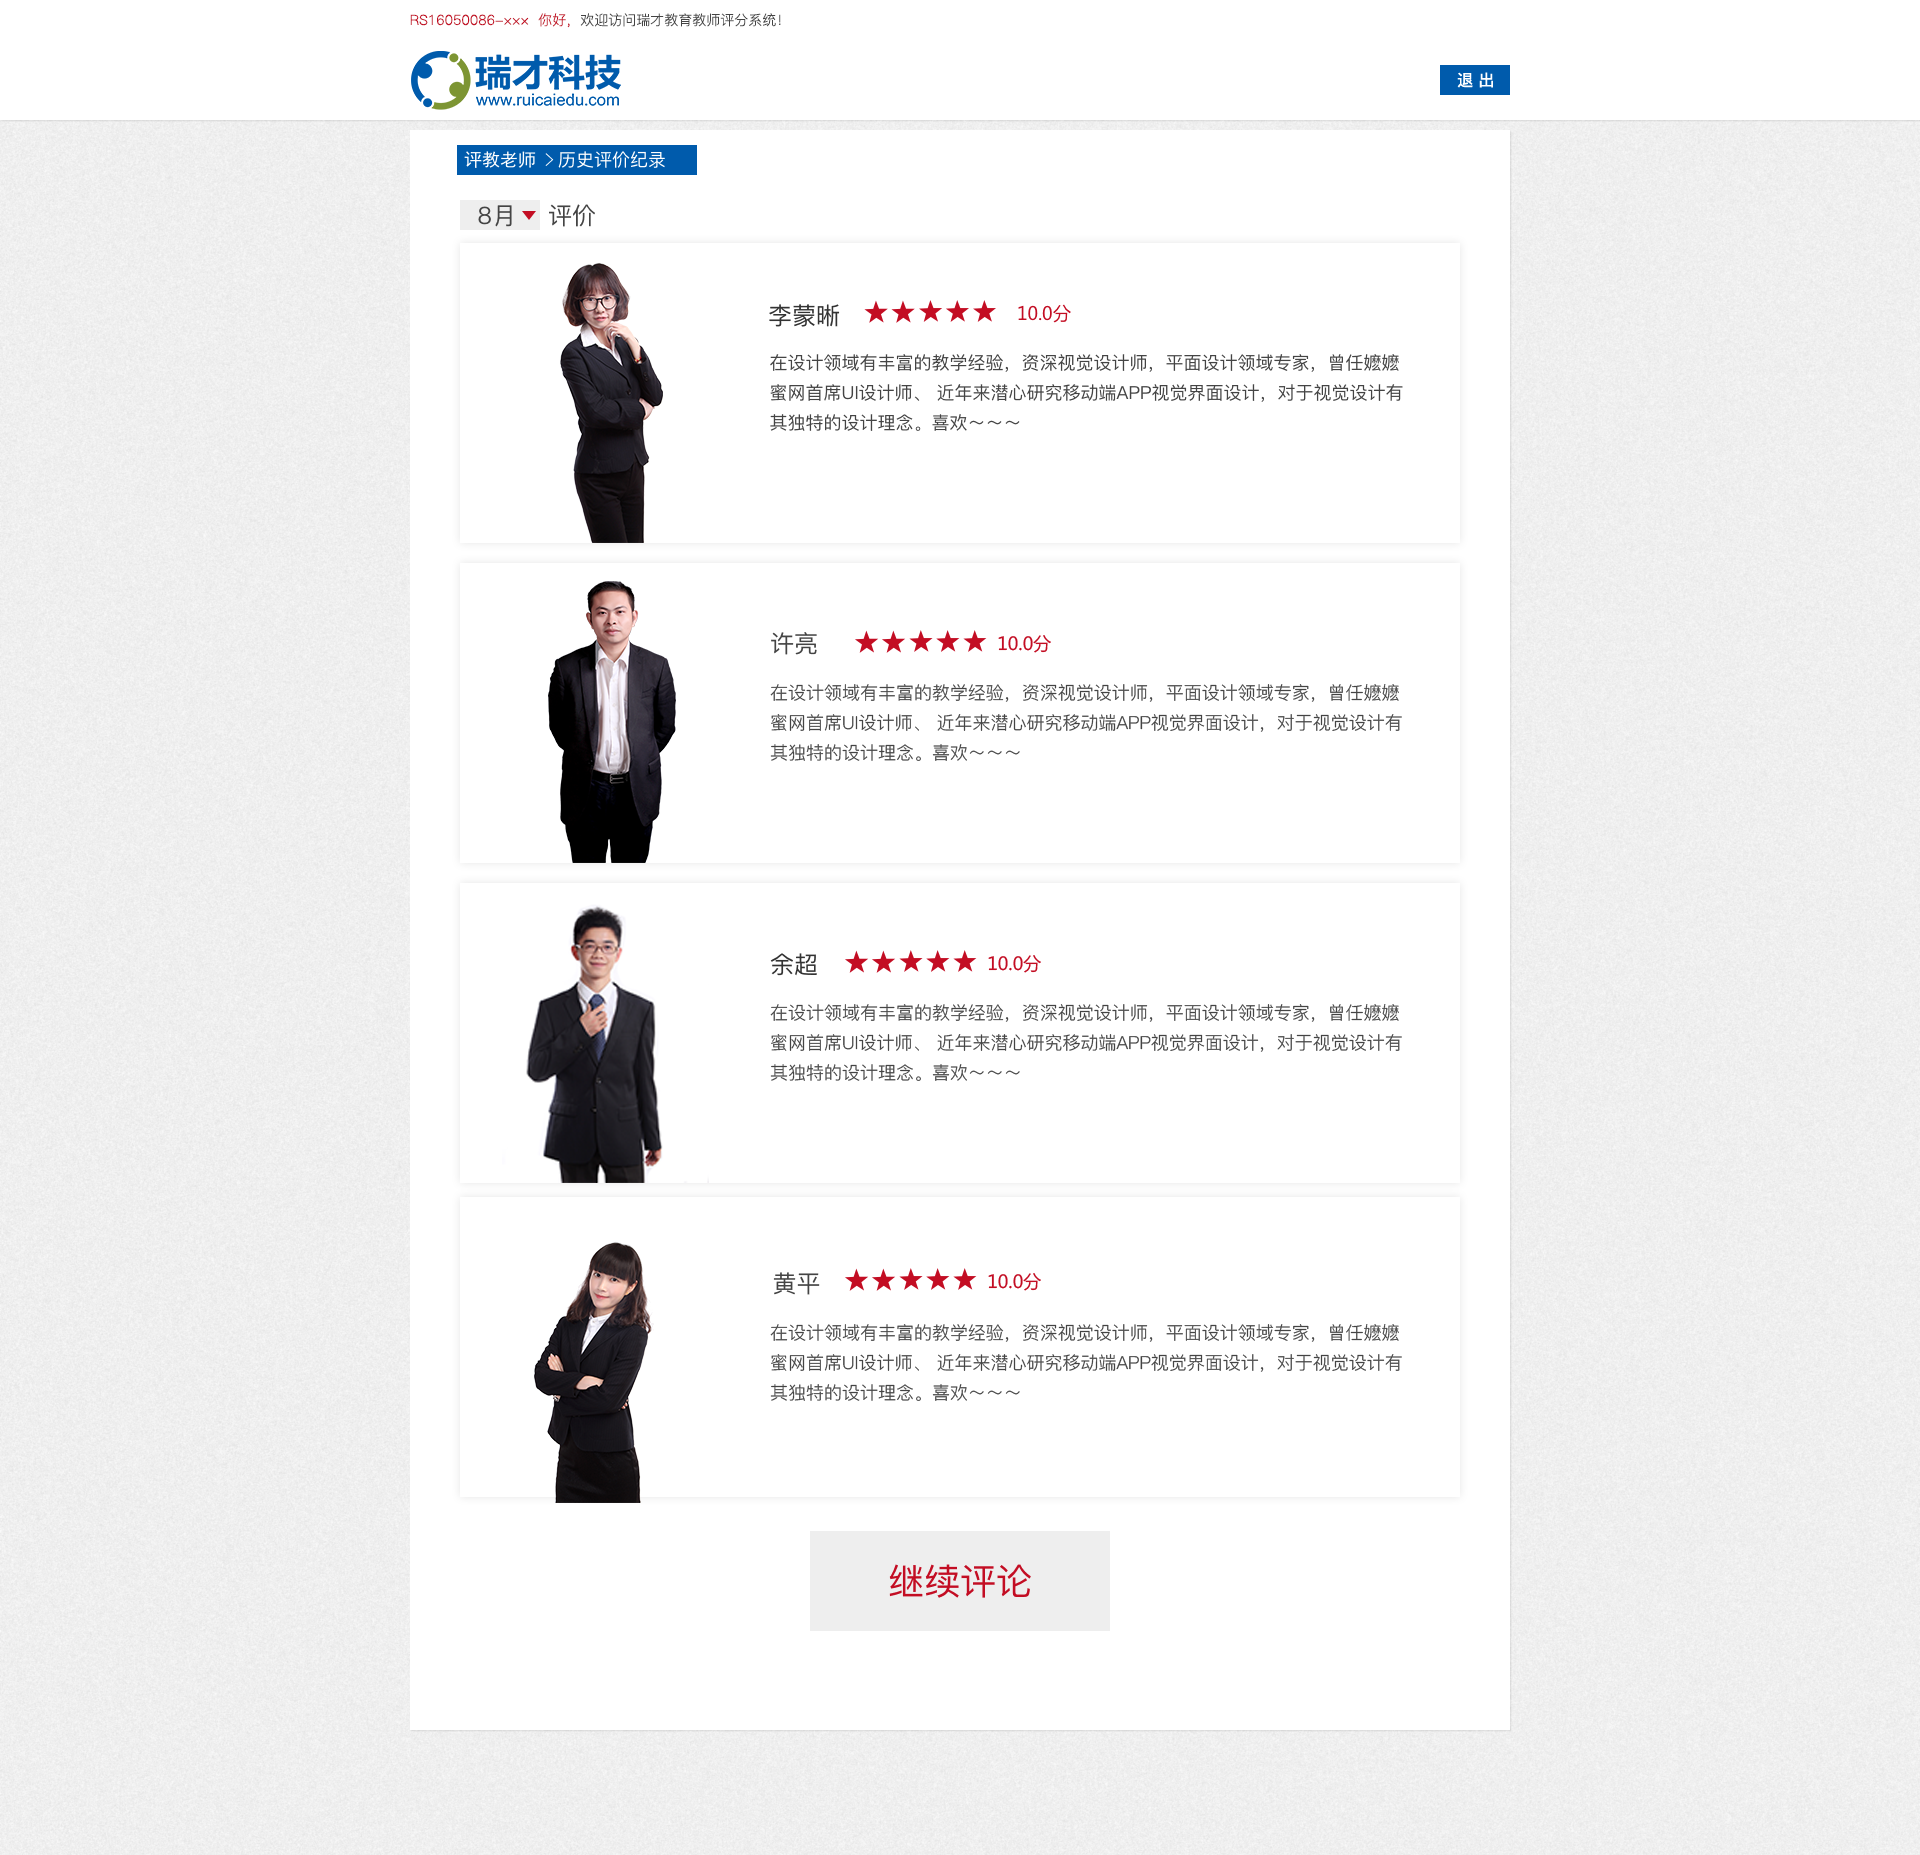 RS16050086-××× 你好，欢迎访问瑞才教育教师评分系统！
瑞才科技
www.ruicaiedu.com
退 出
评教老师 >历史评价纪录
8月 评价
李蒙晰 10.0分
在设计领域有丰富的教学经验，资深视觉设计师，平面设计领域专家，曾任嬷嬷
蜜网首席UI设计师、 近年来潜心研究移动端APP视觉界面设计，对于视觉设计有
其独特的设计理念。喜欢～～～
许亮 10.0分
在设计领域有丰富的教学经验，资深视觉设计师，平面设计领域专家，曾任嬷嬷
蜜网首席UI设计师、 近年来潜心研究移动端APP视觉界面设计，对于视觉设计有
其独特的设计理念。喜欢～～～
余超 10.0分
在设计领域有丰富的教学经验，资深视觉设计师，平面设计领域专家，曾任嬷嬷
蜜网首席UI设计师、 近年来潜心研究移动端APP视觉界面设计，对于视觉设计有
其独特的设计理念。喜欢～～～
黄平 10.0分
在设计领域有丰富的教学经验，资深视觉设计师，平面设计领域专家，曾任嬷嬷
蜜网首席UI设计师、 近年来潜心研究移动端APP视觉界面设计，对于视觉设计有
其独特的设计理念。喜欢～～～
继续评论